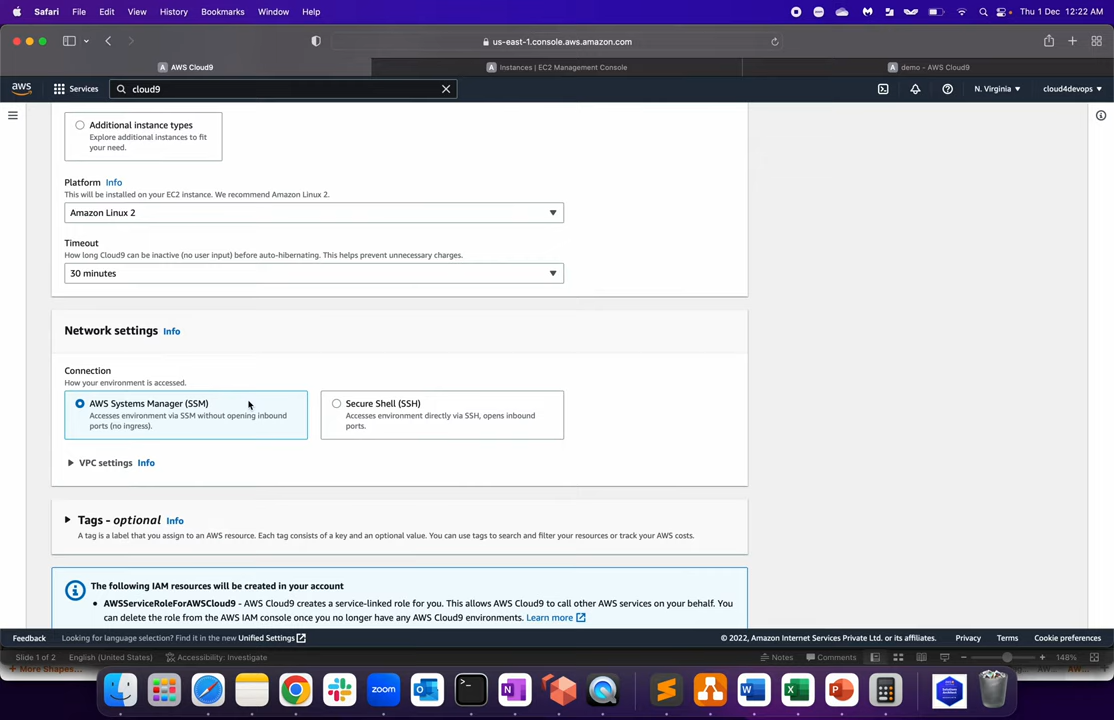 Safari File Edit View History Bookmarks Window Help Thu 1 Dec 12:22 AM
us-east-1.console.aws.amazon.com
AWS Cloud9 Instances | EC2 Management Console demo - AWS Cloud9
aws Services cloud9 N. Virginia cloud4devops
Additional instance types
Explore additional instances to fit
your need.
Platform Info
This will be installed on your EC2 instance. We recommend Amazon Linux 2.
Amazon Linux 2
Timeout
How long Cloud9 can be inactive (no user input) before auto-hibernating. This helps prevent unnecessary charges.
30 minutes
Network settings Info
Connection
How your environment is accessed.
AWS Systems Manager (SSM)
Accesses environment via SSM without opening inbound
ports (no ingress).
Secure Shell (SSH)
Accesses environment directly via SSH, opens inbound
ports.
VPC settings Info
Tags - optional Info
A tag is a label that you assign to an AWS resource. Each tag consists of a key and an optional value. You can use tags to search and filter your resources or track your AWS costs.
The following IAM resources will be created in your account
• AWSServiceRoleForAWSCloud9 - AWS Cloud9 creates a service-linked role for you. This allows AWS Cloud9 to call other AWS services on your behalf. You
can delete the role from the AWS IAM console once you no longer have any AWS Cloud9 environments. Learn more
Feedback Looking for language selection? Find it in the new Unified Settings © 2022, Amazon Internet Services Private Ltd. or its affiliates. Privacy Terms Cookie preferences
Slide 1 of 2 English (United States) Accessibility: Investigate Notes Comments 148%
+ More Shapes...
zoom